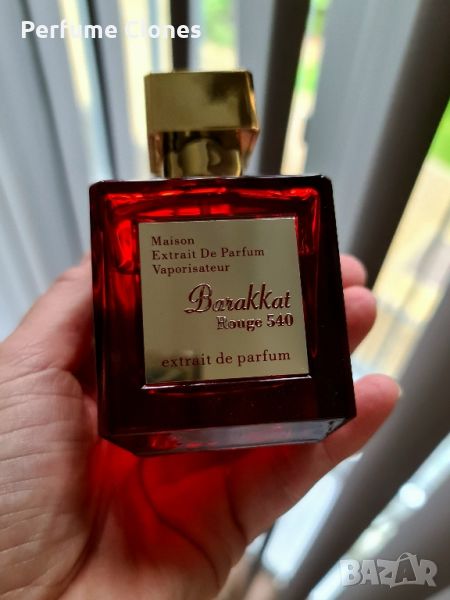 Perfume Clones
Maison
Extrait De Parfum
Vaporisateur
Barakkat
Rouge 540
extrait de parfum
BAZAR